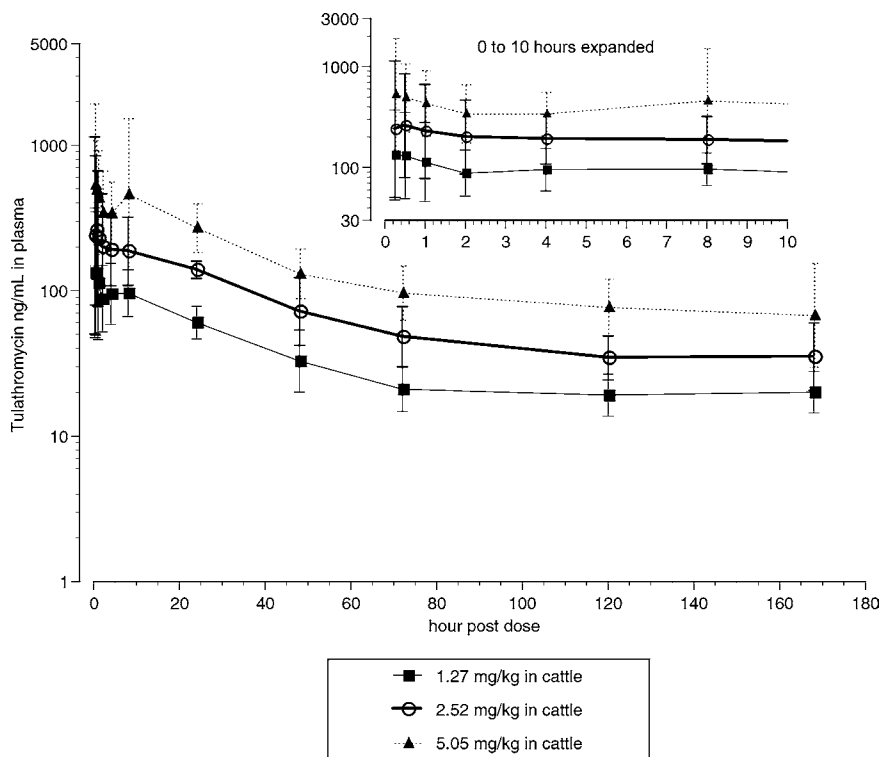 3000
0 to 10 hours expanded
1000
100
30
0 1 2 3 4 5 6 7 8 9 10
5000
1000
100
10
1
Tulathromycin ng/mL in plasma
0 20 40 60 80 100 120 140 160 180
hour post dose
1.27 mg/kg in cattle
2.52 mg/kg in cattle
5.05 mg/kg in cattle